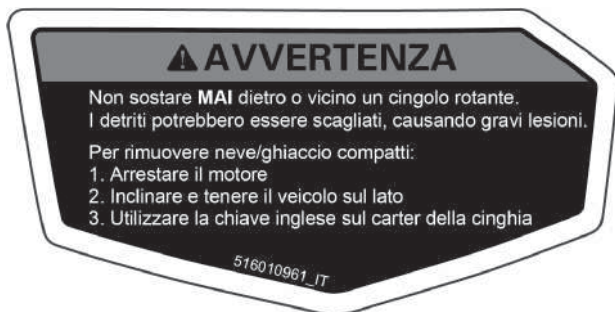 AVVERTENZA
Non sostare MAI dietro o vicino un cingolo rotante.
I detriti potrebbero essere scagliati, causando gravi lesioni.
Per rimuovere neve/ghiaccio compatti:
1. Arrestare il motore
2. Inclinare e tenere il veicolo sul lato
3. Utilizzare la chiave inglese sul carter della cinghia
516010961_IT